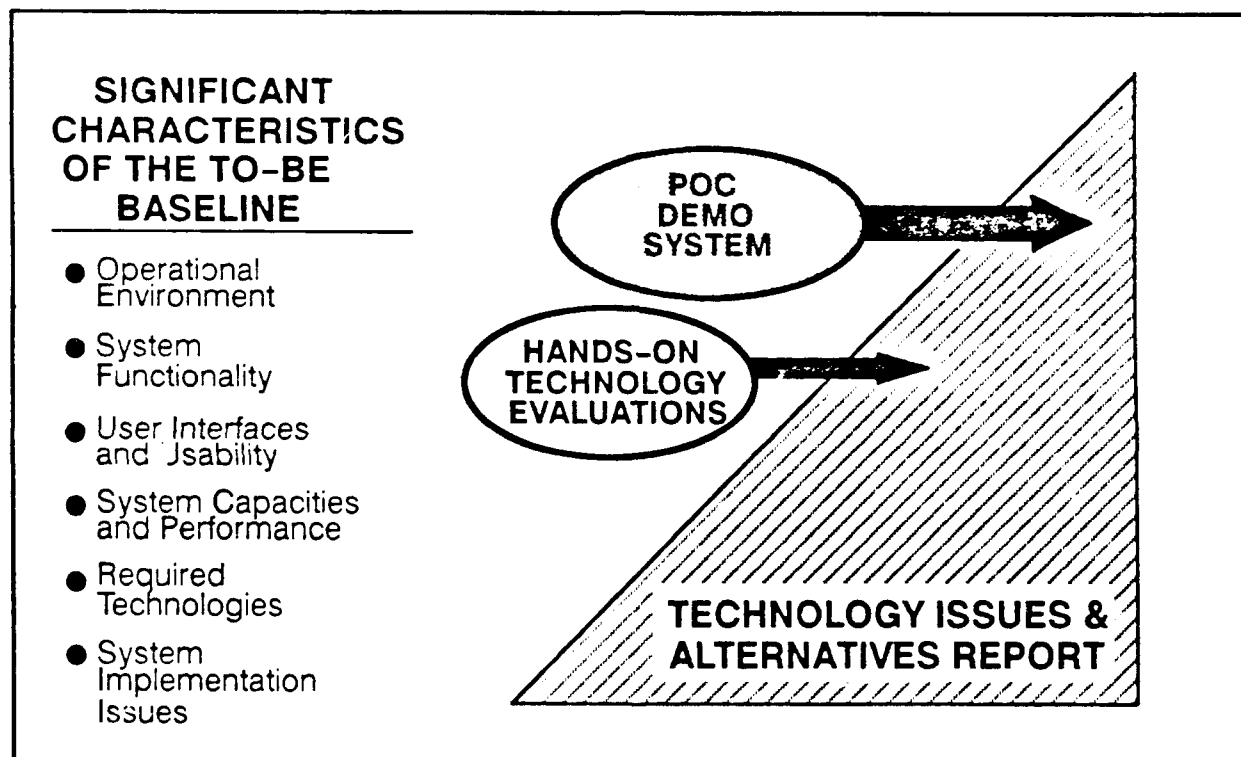 SIGNIFICANT
CHARACTERISTICS
OF THE TO-BE
BASELINE
● Operational
Environment
● System
Functionality
● User Interfaces
and Usability
● System Capacities
and Performance
● Required
Technologies
● System
Implementation
Issues
POC
DEMO
SYSTEM
HANDS-ON
TECHNOLOGY
EVALUATIONS
TECHNOLOGY ISSUES &
ALTERNATIVES REPORT